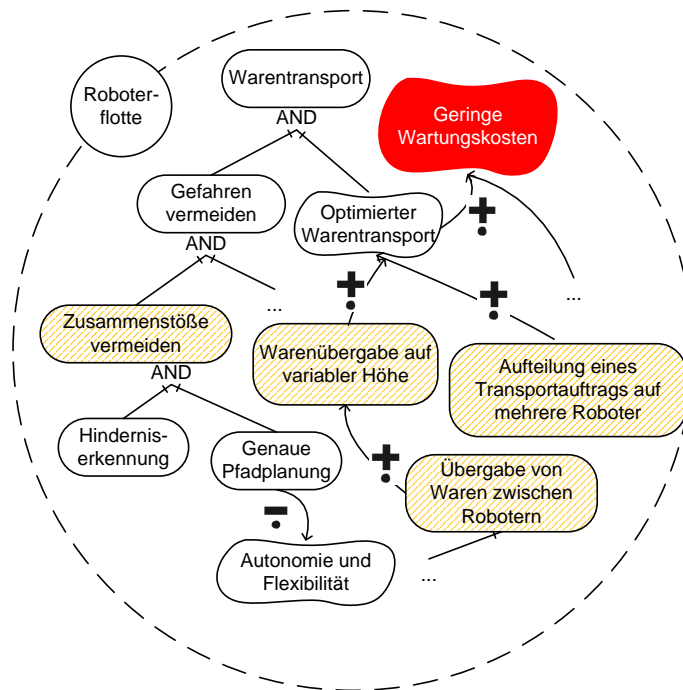 Roboter-
flotte
Warentransport
AND
Geringe
Wartungskosten
Gefahren
vermeiden
Optimierter
Warentransport
AND
...
...
Zusammenstöße
vermeiden
Warenübergabe auf
variabler Höhe
Aufteilung eines
Transportauftrags auf
mehrere Roboter
AND
Hindernis-
erkennung
Genaue
Pfadplanung
Übergabe von
Waren zwischen
Robotern
Autonomie und
Flexibilität
...